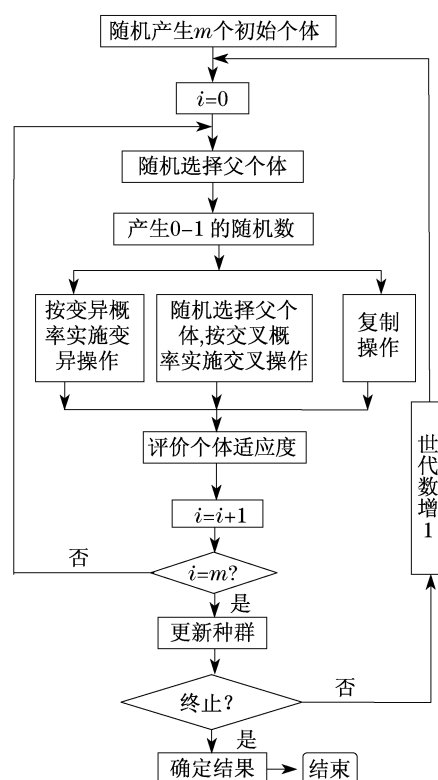 随机产生m个初始个体
i=0
随机选择父个体
产生0-1的随机数
按变异概
率实施变
异操作
随机选择父个
体,按交叉概
率实施交叉操作
复制
操作
评价个体适应度
i=i+1
i=m?
否
是
更新种群
终止?
否
世代数增1
是
确定结果
结束